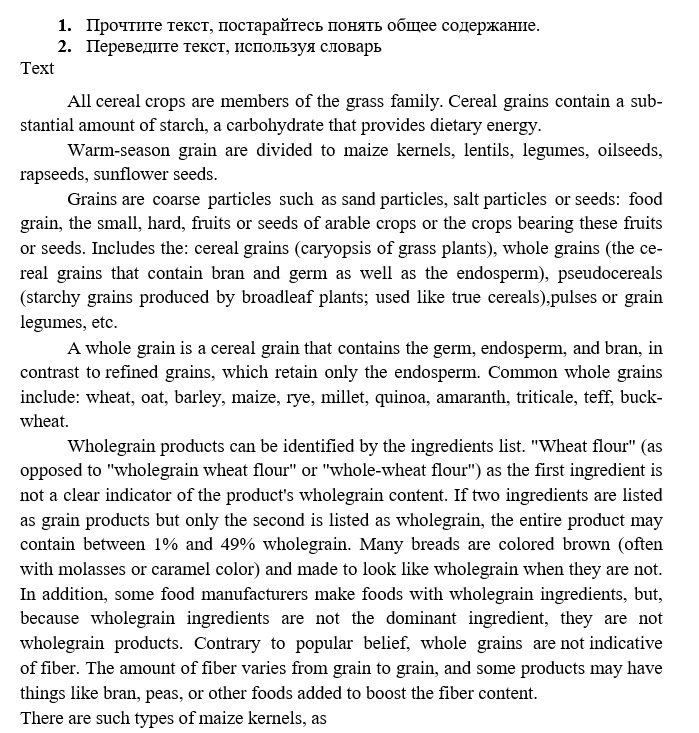 1. Прочтите текст, постарайтесь понять общее содержание.
2. Переведите текст, используя словарь
Text
All cereal crops are members of the grass family. Cereal grains contain a sub-
stantial amount of starch, a carbohydrate that provides dietary energy.
Warm-season grain are divided to maize kernels, lentils, legumes, oilseeds,
rapseeds, sunflower seeds.
Grains are coarse particles such as sand particles, salt particles or seeds: food
grain, the small, hard, fruits or seeds of arable crops or the crops bearing these fruits
or seeds. Includes the: cereal grains (caryopsis of grass plants), whole grains (the ce-
real grains that contain bran and germ as well as the endosperm), pseudocereals
(starchy grains produced by broadleaf plants; used like true cereals),pulses or grain
legumes, etc.
A whole grain is a cereal grain that contains the germ, endosperm, and bran, in
contrast to refined grains, which retain only the endosperm. Common whole grains
include: wheat, oat, barley, maize, rye, millet, quinoa, amaranth, triticale, teff, buck-
wheat.
Wholegrain products can be identified by the ingredients list. "Wheat flour" (as
opposed to "wholegrain wheat flour" or "whole-wheat flour") as the first ingredient is
not a clear indicator of the product's wholegrain content. If two ingredients are listed
as grain products but only the second is listed as wholegrain, the entire product may
contain between 1% and 49% wholegrain. Many breads are colored brown (often
with molasses or caramel color) and made to look like wholegrain when they are not.
In addition, some food manufacturers make foods with wholegrain ingredients, but,
because wholegrain ingredients are not the dominant ingredient, they are not
wholegrain products. Contrary to popular belief, whole grains are not indicative
of fiber. The amount of fiber varies from grain to grain, and some products may have
things like bran, peas, or other foods added to boost the fiber content.
There are such types of maize kernels, as